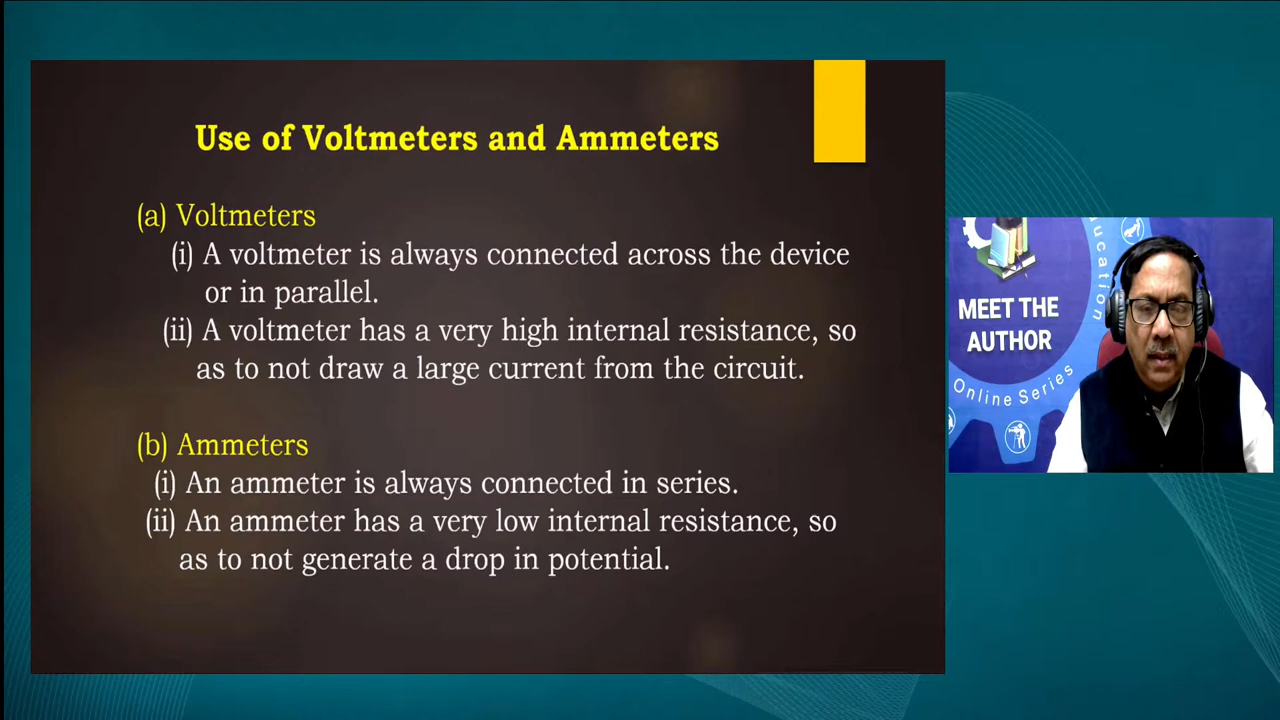 Use of Voltmeters and Ammeters
(a) Voltmeters
(i) A voltmeter is always connected across the device
or in parallel.
(ii) A voltmeter has a very high internal resistance, so
as to not draw a large current from the circuit.
(b) Ammeters
(i) An ammeter is always connected in series.
(ii) An ammeter has a very low internal resistance, so
as to not generate a drop in potential.
ucation
MEET THE
AUTHOR
Online Series